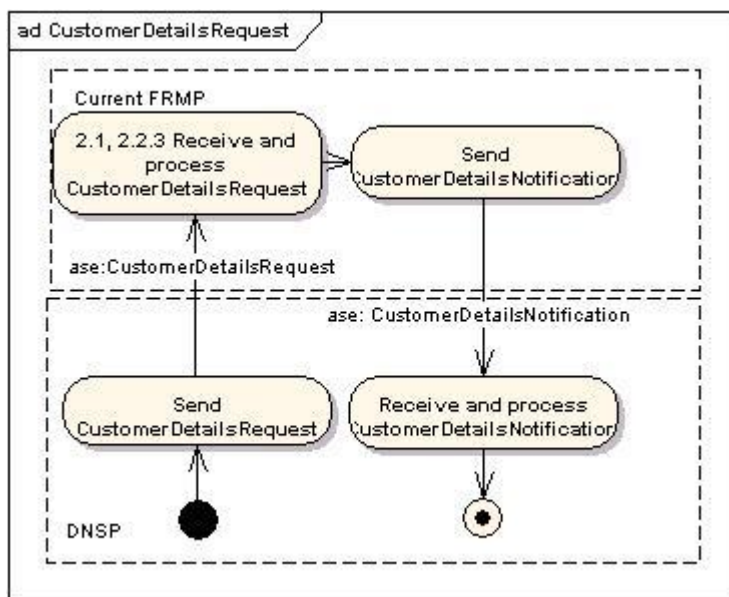 ad CustomerDetailsRequest
Current FRMP
2.1, 2.2.3 Receive and
process
CustomerDetailsRequest
Send
CustomerDetailsNotification
ase:CustomerDetailsRequest
ase: CustomerDetailsNotification
Send
CustomerDetailsRequest
Receive and process
CustomerDetailsNotification
DNSP